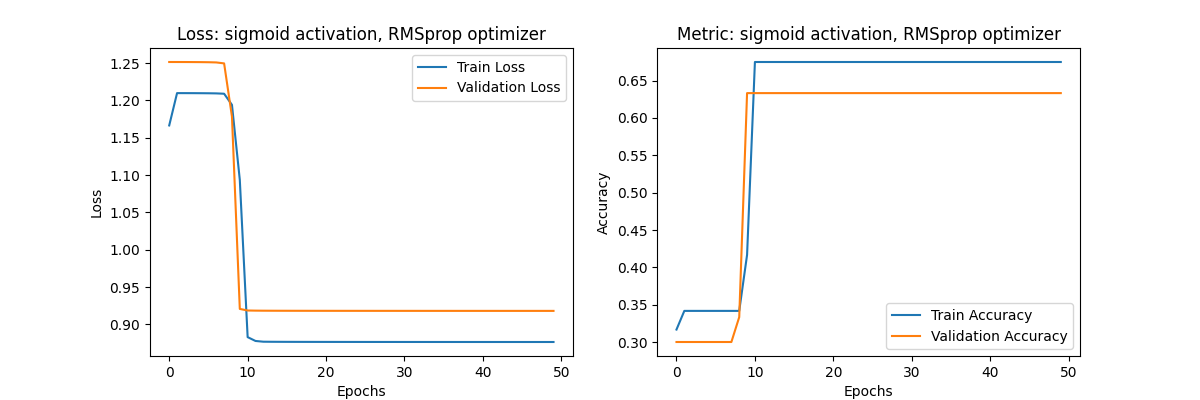 Loss: sigmoid activation, RMSprop optimizer
1.25
1.20
1.15
1.10
1.05
1.00
0.95
0.90
Loss
Train Loss
Validation Loss
0 10 20 30 40 50
Epochs
Metric: sigmoid activation, RMSprop optimizer
0.65
0.60
0.55
0.50
0.45
0.40
0.35
0.30
Accuracy
Train Accuracy
Validation Accuracy
0 10 20 30 40 50
Epochs